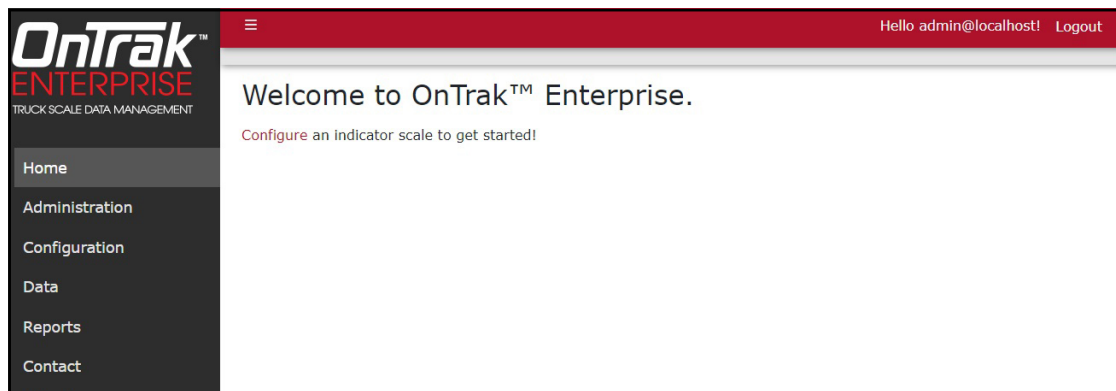 OnTrak™
ENTERPRISE
TRUCK SCALE DATA MANAGEMENT
☰
Hello admin@localhost! Logout
Welcome to OnTrak™ Enterprise.
Configure an indicator scale to get started!
Home
Administration
Configuration
Data
Reports
Contact